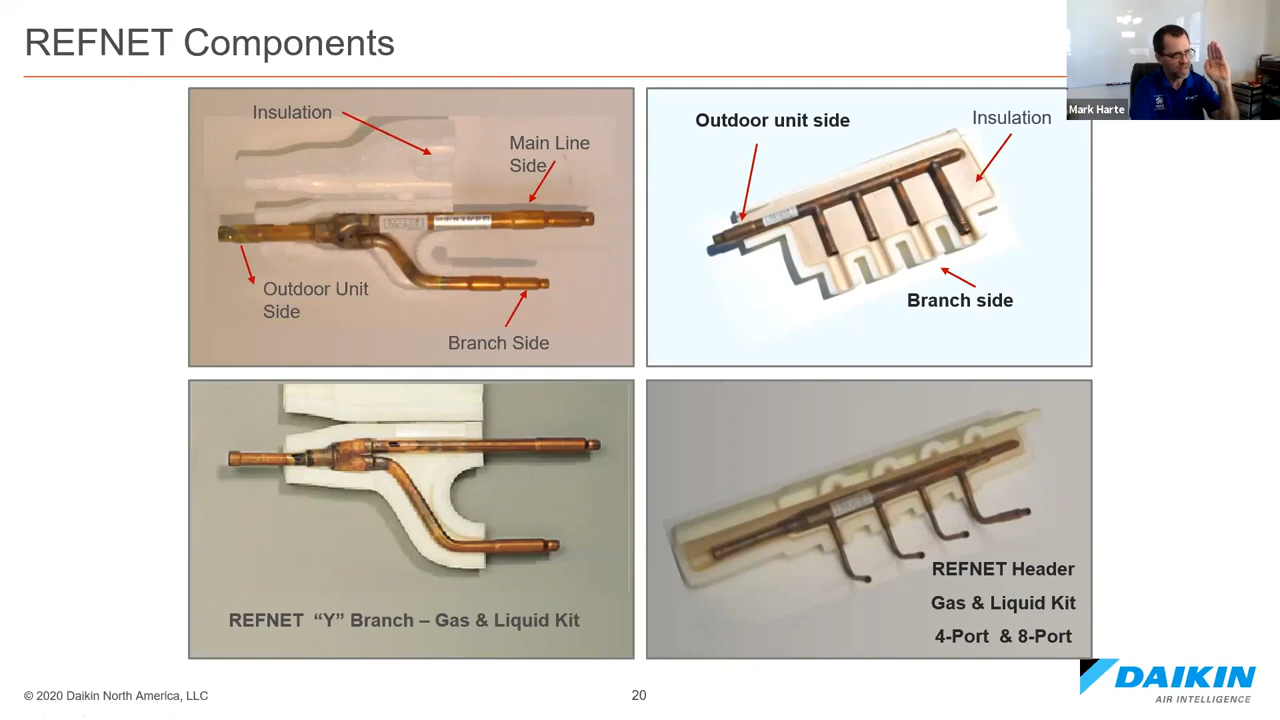 REFNET Components
Mark Harte
Insulation
Main Line
Side
Outdoor Unit
Side
Branch Side
Outdoor unit side
Insulation
Branch side
REFNET “Y” Branch – Gas & Liquid Kit
REFNET Header
Gas & Liquid Kit
4-Port & 8-Port
© 2020 Daikin North America, LLC
20
DAIKIN
AIR INTELLIGENCE